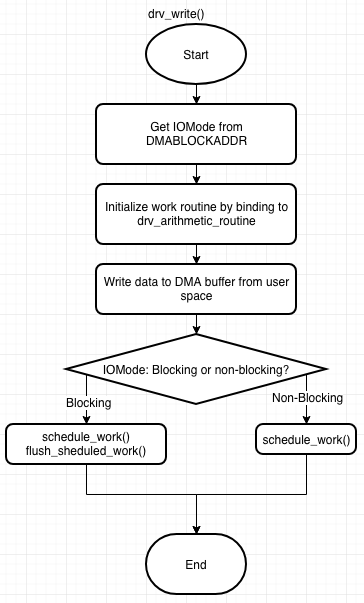 drv_write()
Start
Get IOMode from
DMABLOCKADDR
Initialize work routine by binding to
drv_arithmetic_routine
Write data to DMA buffer from user
space
IOMode: Blocking or non-blocking?
Blocking
Non-Blocking
schedule_work()
flush_sheduled_work()
schedule_work()
End